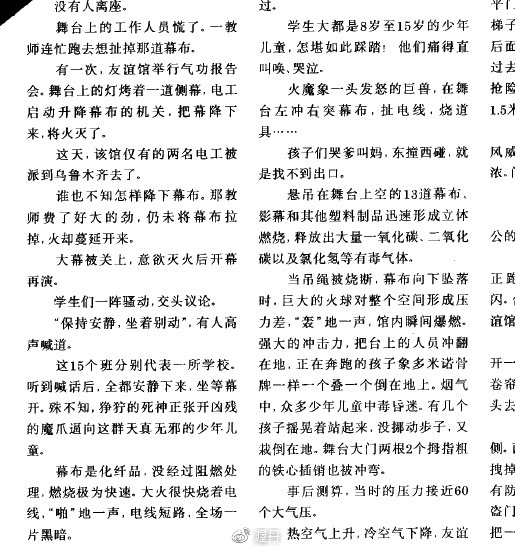 没有人离座。
舞台上的工作人员慌了。一教
师连忙跑去想扯掉那道幕布。
有一次，友谊馆举行气功报告
会。舞台上的灯烤着一道侧幕，电工
启动升降幕布的机关，把幕降下
来，将火灭了。
这天，该馆仅有的两名电工被
派到乌鲁木齐去了。
谁也不知怎样降下幕布。那教
师费了好大的劲，仍未将幕布拉
掉，火却蔓延开来。
大幕被关上，意欲灭火后开幕
再演。
学生们一阵骚动，交头议论。
“保持安静，坐着别动”，有人高
声喊道。
这15个班分别代表一所学校。
听到喊话后，全都安静下来，坐等幕
开。殊不知，狰狞的死神正张开凶残
的魔爪逼向这群天真无邪的少年儿
童。
幕布是化纤品，没经过阻燃处
理，燃烧极为快速。大火很快烧着电
线，“啪”地一声，电线短路，全场一
片黑暗。
过。
学生大都是8岁至15岁的少年
儿童，怎堪如此踩踏！他们痛得直
叫唤、哭泣。
火魔象一头发怒的巨兽，在舞
台左冲右突幕布，扯电线，烧道
具……
孩子们哭爹叫妈，东撞西碰，就
是找不到出口。
悬吊在舞台上空的13道幕布、
影幕和其他塑料制品迅速形成立体
燃烧，释放出大量一氧化碳、二氧化
碳以及氯化氢等有毒气体。
当吊绳被烧断，幕布向下坠落
时，巨大的火球对整个空间形成压
力差，“轰”地一声，馆内瞬间爆燃。
强大的冲击力，把台上的人员冲翻
在地，正在奔跑的孩子象多米诺骨
牌一样一个叠一个倒在地上。烟气
中，众多少年儿童中毒昏迷。有几个
孩子摇晃着站起来，没挪动步子，又
栽倒在地。舞台大门两根2个拇指粗
的铁心插销也被冲弯。
事后测算，当时的压力接近60
个大气压。
热空气上升，冷空气下降，友谊
平门
梯子
后面
过去
抢险
1.5米
风威
浓。门
公的
正跑
闪。
谊馆
开一
卷帘
头去
侧。
拽掉
有防
盗门
把一